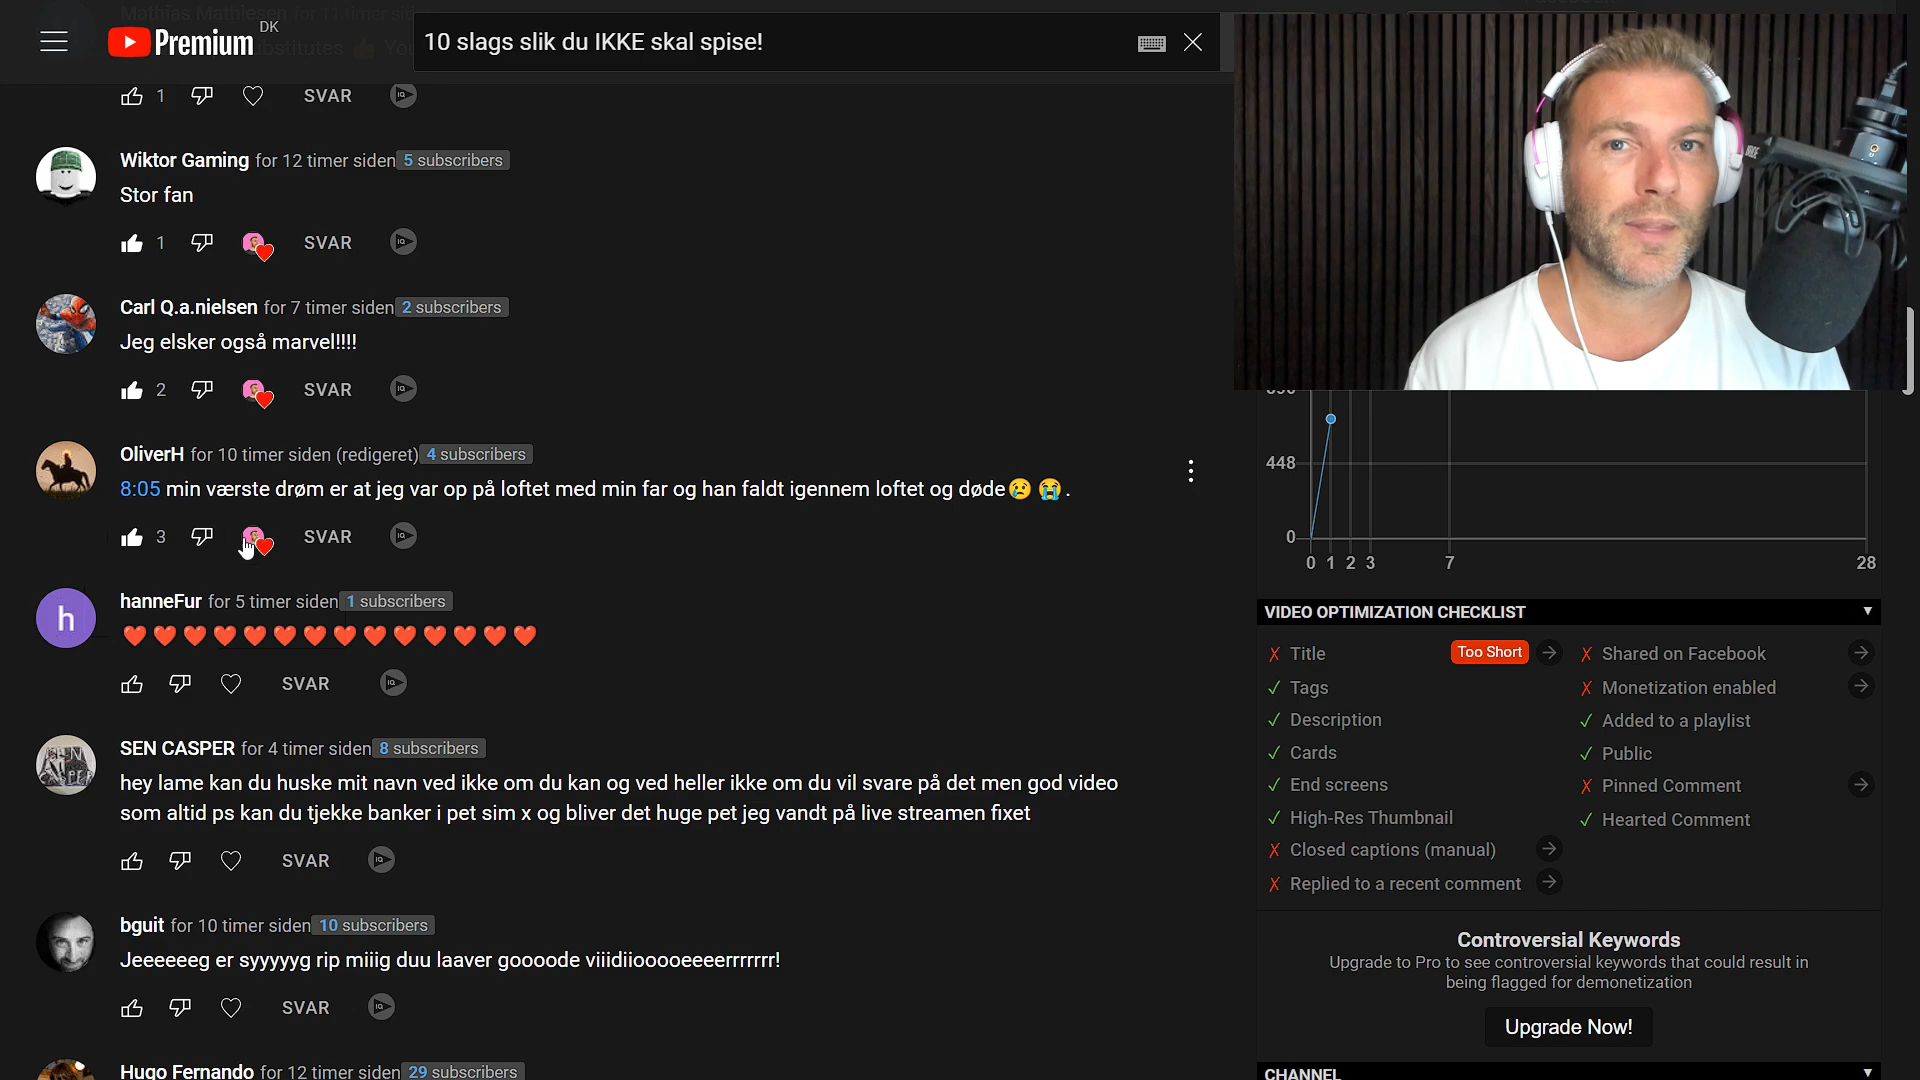 Mathias Mathiesen for 11 timer sid
DK
Premium
10 slags slik du IKKE skal spise!
1 SVAR
Wiktor Gaming for 12 timer siden 5 subscribers
Stor fan
1 SVAR
Carl Q.a.nielsen for 7 timer siden 2 subscribers
Jeg elsker også marvel!!!!
2 SVAR
OliverH for 10 timer siden (redigeret) 4 subscribers
8:05 min værste drøm er at jeg var op på loftet med min far og han faldt igennem loftet og døde😢 😭 .
3 SVAR
h
hanneFur for 5 timer siden 1 subscribers
❤️ ❤️ ❤️ ❤️ ❤️ ❤️ ❤️ ❤️ ❤️ ❤️ ❤️ ❤️ ❤️ ❤️
SVAR
SEN CASPER for 4 timer siden 8 subscribers
hey lame kan du huske mit navn ved ikke om du kan og ved heller ikke om du vil svare på det men god video
som altid ps kan du tjekke banker i pet sim x og bliver det huge pet jeg vandt på live streamen fixet
SVAR
bguit for 10 timer siden 10 subscribers
Jeeeeeeg er syyyyyg rip miiig duu laaver goooode viiidiiooooeeeerrrrrrr!
SVAR
Hugo Fernando for 12 timer siden 29 subscribers
448
0
0 1 2 3 7 28
VIDEO OPTIMIZATION CHECKLIST
Title Too Short
Tags
Description
Cards
End screens
High-Res Thumbnail
Closed captions (manual)
Replied to a recent comment
Shared on Facebook
Monetization enabled
Added to a playlist
Public
Pinned Comment
Hearted Comment
Controversial Keywords
Upgrade to Pro to see controversial keywords that could result in
being flagged for demonetization
Upgrade Now!
CHANNEL